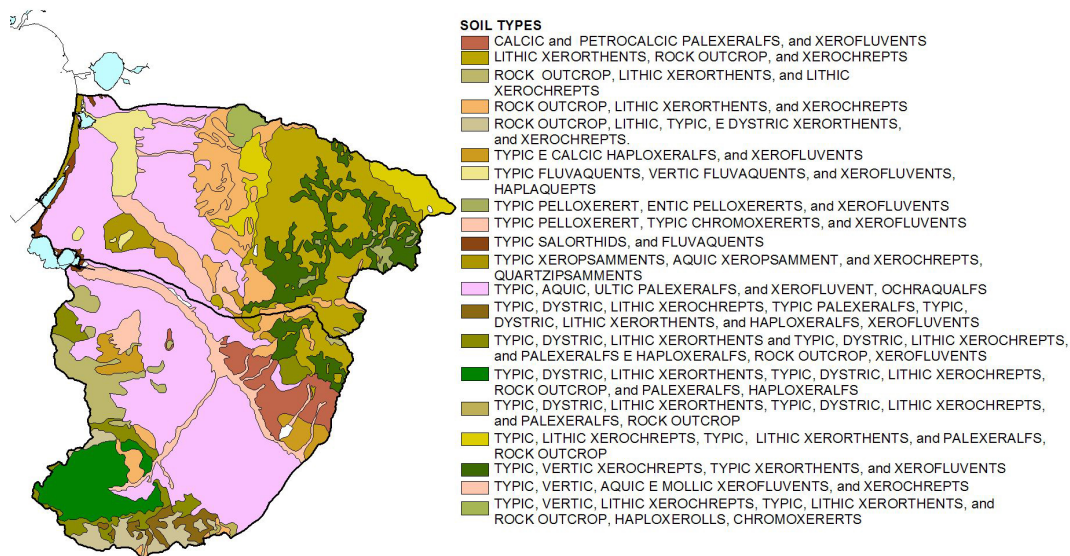 SOIL TYPES
CALCIC and PETROCALCIC PALEXERALFS, and XEROFLUVENTS
LITHIC XERORTHENTS, ROCK OUTCROP, and XEROCHREPTS
ROCK OUTCROP, LITHIC XERORTHENTS, and LITHIC
XEROCHREPTS
ROCK OUTCROP, LITHIC XERORTHENTS, and XEROCHREPTS
ROCK OUTCROP, LITHIC, TYPIC, E DYSTRIC XERORTHENTS,
and XEROCHREPTS.
TYPIC E CALCIC HAPLOXERALFS, and XEROFLUVENTS
TYPIC FLUVAQUENTS, VERTIC FLUVAQUENTS, and XEROFLUVENTS,
HAPLAQUEPTS
TYPIC PELLOXERERT, ENTIC PELLOXERERTS, and XEROFLUVENTS
TYPIC PELLOXERERT, TYPIC CHROMOXERERTS, and XEROFLUVENTS
TYPIC SALORTHIDS, and FLUVAQUENTS
TYPIC XEROPSAMMENTS, AQUIC XEROPSAMMENT, and XEROCHREPTS,
QUARTZIPSAMMENTS
TYPIC, AQUIC, ULTIC PALEXERALFS, and XEROFLUVENT, OCHRAQUALFS
TYPIC, DYSTRIC, LITHIC XEROCHREPTS, TYPIC PALEXERALFS, TYPIC,
DYSTRIC, LITHIC XERORTHENTS, and HAPLOXERALFS, XEROFLUVENTS
TYPIC, DYSTRIC, LITHIC XERORTHENTS and TYPIC, DYSTRIC, LITHIC XEROCHREPTS,
and PALEXERALFS E HAPLOXERALFS, ROCK OUTCROP, XEROFLUVENTS
TYPIC, DYSTRIC, LITHIC XERORTHENTS, TYPIC, DYSTRIC, LITHIC XEROCHREPTS,
ROCK OUTCROP, and PALEXERALFS, HAPLOXERALFS
TYPIC, DYSTRIC, LITHIC XERORTHENTS, TYPIC, DYSTRIC, LITHIC XEROCHREPTS,
and PALEXERALFS, ROCK OUTCROP
TYPIC, LITHIC XEROCHREPTS, TYPIC, LITHIC XERORTHENTS, and PALEXERALFS,
ROCK OUTCROP
TYPIC, VERTIC XEROCHREPTS, TYPIC XERORTHENTS, and XEROFLUVENTS
TYPIC, VERTIC, AQUIC E MOLLIC XEROFLUVENTS, and XEROCHREPTS
TYPIC, VERTIC, LITHIC XEROCHREPTS, TYPIC, LITHIC XERORTHENTS, and
ROCK OUTCROP, HAPLOXEROLLS, CHROMOXERERTS